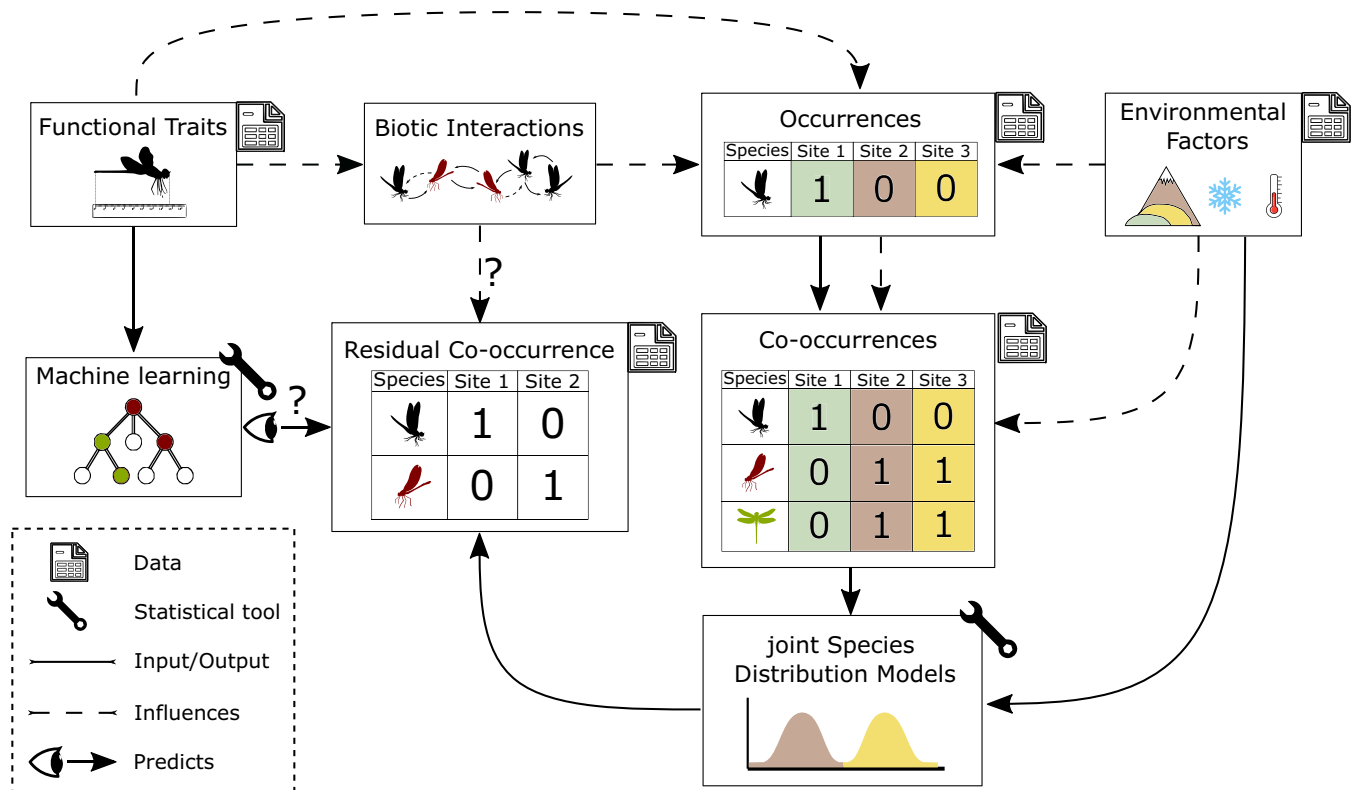 Functional Traits
Biotic Interactions
Occurrences
Species Site 1 Site 2 Site 3
1 0 0
Environmental
Factors
?
Machine learning
?
Residual Co-occurrence
Species Site 1 Site 2
1 0
0 1
Co-occurrences
Species Site 1 Site 2 Site 3
1 0 0
0 1 1
0 1 1
joint Species
Distribution Models
Data
Statistical tool
Input/Output
Influences
Predicts